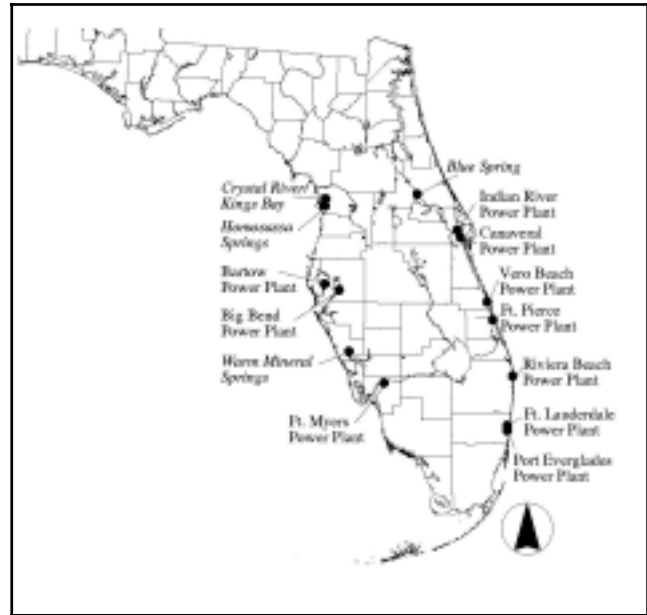 Blue Spring
Crystal River/
Kings Bay
Indian River
Power Plant
Homosassa
Springs
Canaveral
Power Plant
Bartow
Power Plant
Vero Beach
Power Plant
Big Bend
Power Plant
Ft. Pierce
Power Plant
Warm Mineral
Springs
Riviera Beach
Power Plant
Ft. Myers
Power Plant
Ft. Lauderdale
Power Plant
Port Everglades
Power Plant